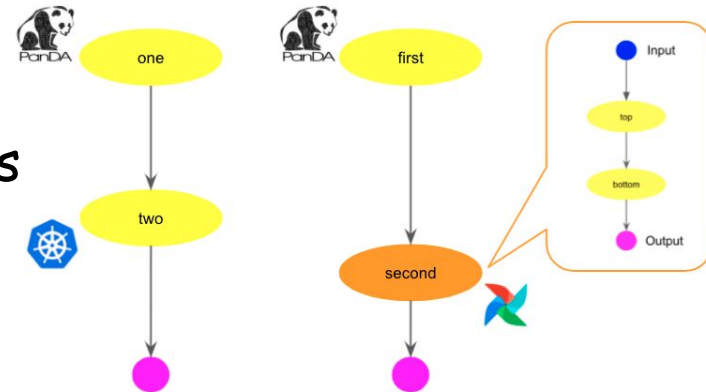 PanDA
one
two
s
PanDA
first
second
Input
top
bottom
Output